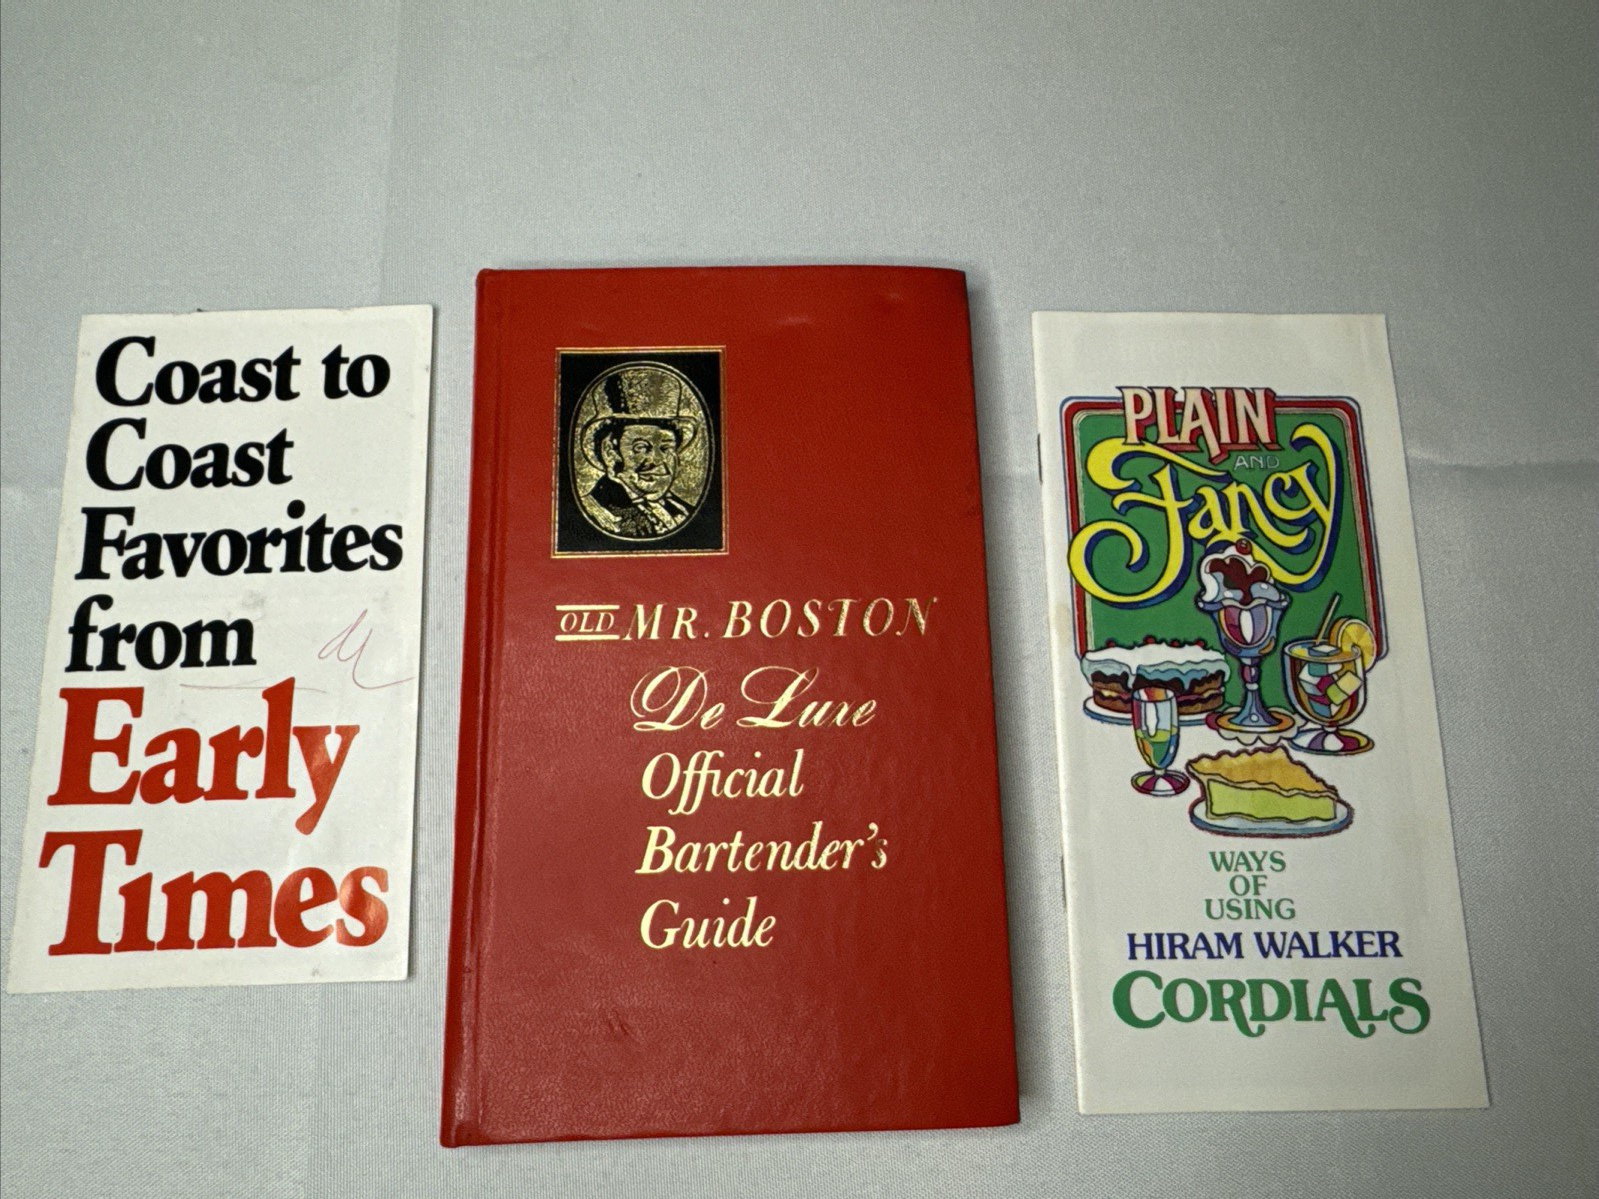 Coast to
Coast
Favorites
from
Early
Times
OLD MR. BOSTON
De Luxe
Official
Bartender's
Guide
PLAIN
AND
Fancy
WAYS
OF
USING
HIRAM WALKER
CORDIALS